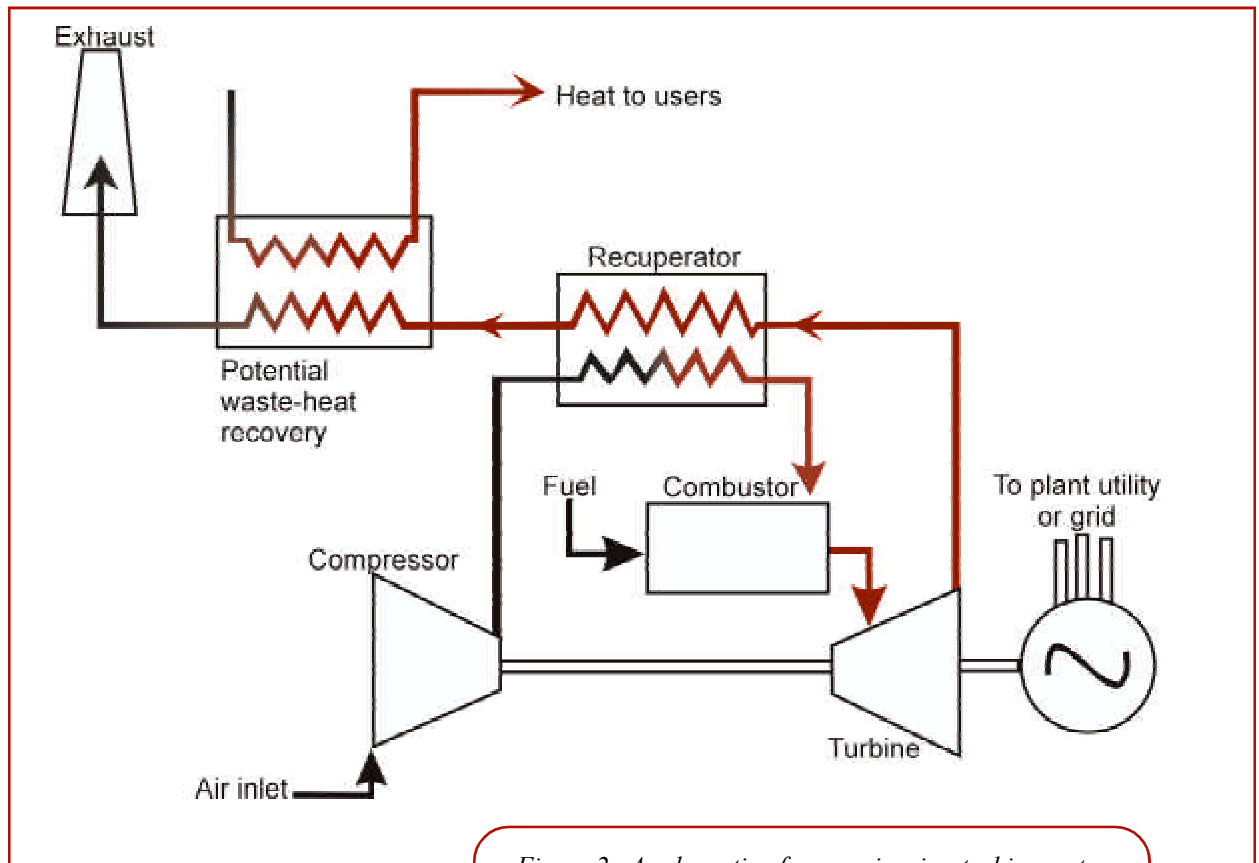 Exhaust
Heat to users
Recuperator
Potential
waste-heat
recovery
Fuel
Combustor
To plant utility
or grid
Compressor
Turbine
Air inlet